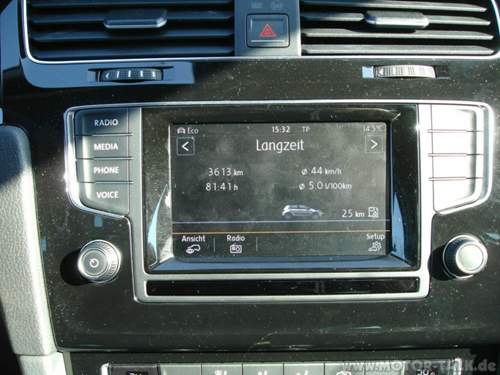 RADIO
MEDIA
PHONE
VOICE
Eco 15:32 TP 14.5°C
< Langzeit >
3613 km ø 44 km/h
81:41 h ø 5.0 l/100km
25 km
Ansicht Radio Setup
www.MOTOR-TALK.de